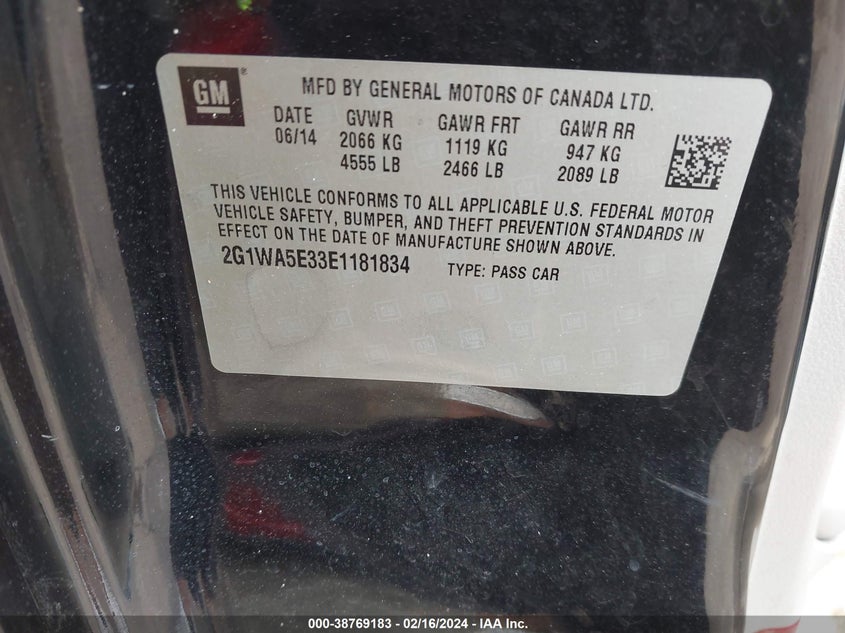 GM®
MFD BY GENERAL MOTORS OF CANADA LTD.
DATE GVWR GAWR FRT GAWR RR
06/14 2066 KG 1119 KG 947 KG
4555 LB 2466 LB 2089 LB
THIS VEHICLE CONFORMS TO ALL APPLICABLE U.S. FEDERAL MOTOR
VEHICLE SAFETY, BUMPER, AND THEFT PREVENTION STANDARDS IN
EFFECT ON THE DATE OF MANUFACTURE SHOWN ABOVE.
2G1WA5E33E1181834 TYPE: PASS CAR
000-38769183 - 02/16/2024 - IAA Inc.